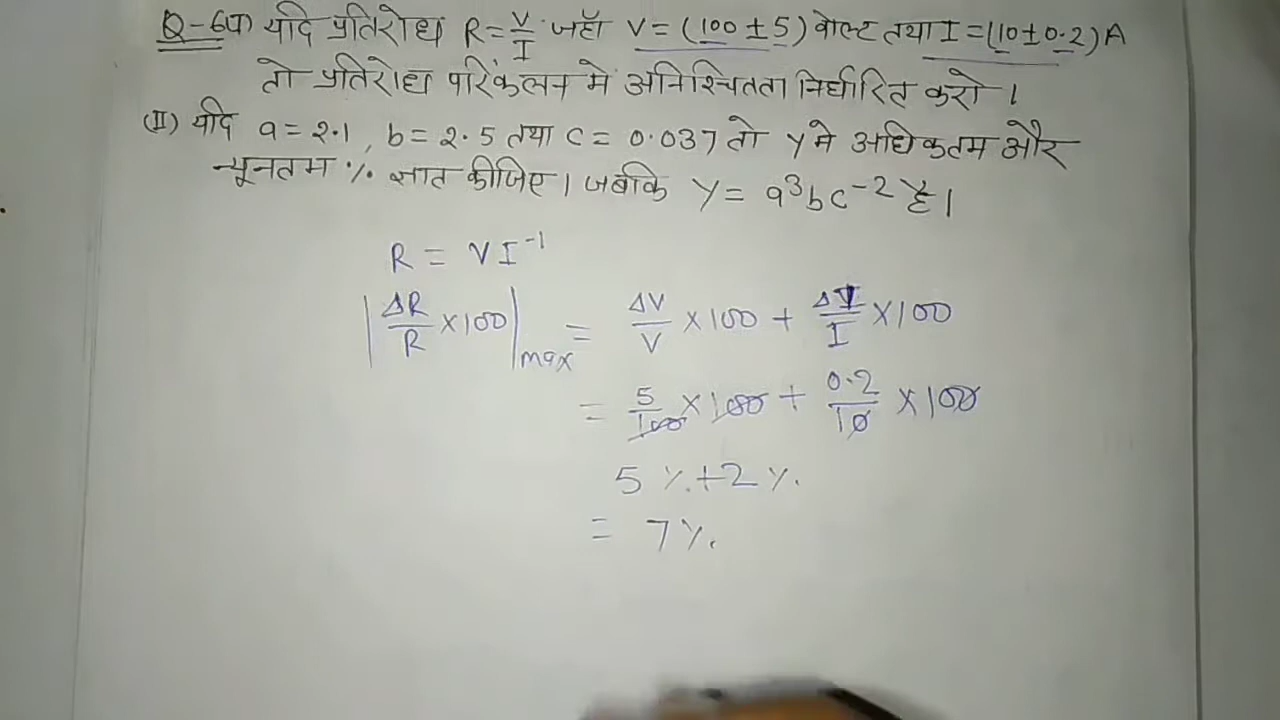 Q-6(I) यदि प्रतिरोध R=V/I जहाँ V=(100±5) वोल्ट तथा I=(10±0.2)A
तो प्रतिरोध परिकलन में अनिश्चितता निर्धारित करो ।
(II) यदि a=2.1, b=2.5 तथा c=0.037 तो Y मे अधिकतम और
न्यूनतम % ज्ञात कीजिए । जबकि Y= a³bc⁻² है ।
R = VI⁻¹
|ΔR/R ×100|max = ΔV/V ×100 + ΔI/I ×100
= 5/100 ×100 + 0.2/10 ×100
5 % + 2 %
= 7 %